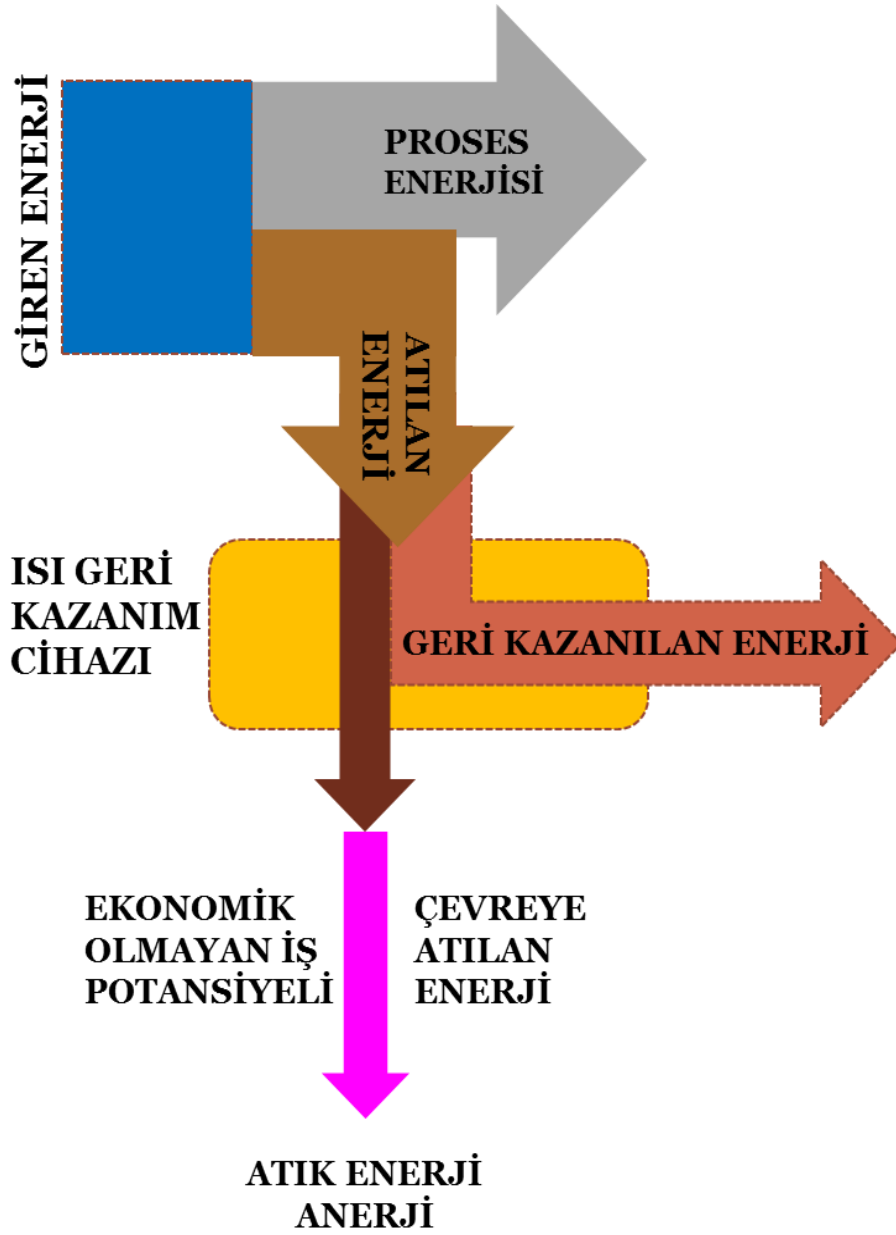 GİREN ENERJİ
PROSES
ENERJİSİ
ATILAN
ENERJİ
ISI GERİ
KAZANIM
CİHAZI
GERİ KAZANILAN ENERJİ
EKONOMİK
OLMAYAN İŞ
POTANSİYELİ
ÇEVREYE
ATILAN
ENERJİ
ATIK ENERJİ
ANERJİ